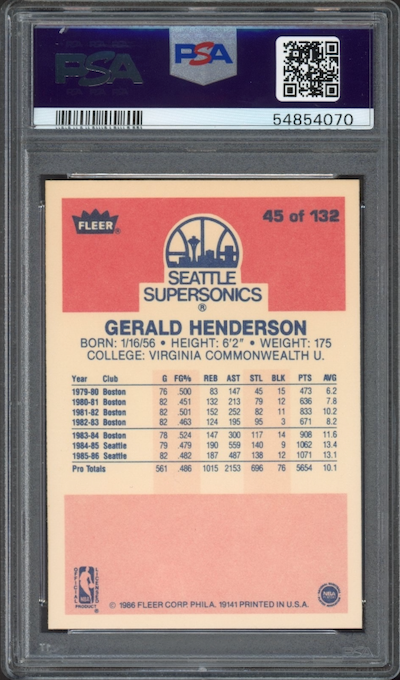 PSA
PSA
54854070
FLEER®
45 of 132
SEATTLE
SUPERSONICS
®
GERALD HENDERSON
BORN: 1/16/56 • HEIGHT: 6'2" • WEIGHT: 175
COLLEGE: VIRGINIA COMMONWEALTH U.
Year Club G FG% REB AST STL BLK PTS AVG
1979-80 Boston 76 .500 83 147 45 15 473 6.2
1980-81 Boston 82 .451 132 213 79 12 636 7.8
1981-82 Boston 82 .501 152 252 82 11 833 10.2
1982-83 Boston 82 .463 124 195 95 3 671 8.2
1983-84 Boston 78 .524 147 300 117 14 908 11.6
1984-85 Seattle 79 .479 190 559 140 9 1062 13.4
1985-86 Seattle 82 .482 187 487 138 12 1071 13.1
Pro Totals 561 .486 1015 2153 696 76 5654 10.1
OFFICIAL LICENSED
NBA
PRODUCT
© 1986 FLEER CORP. PHILA. 19141 PRINTED IN U.S.A.